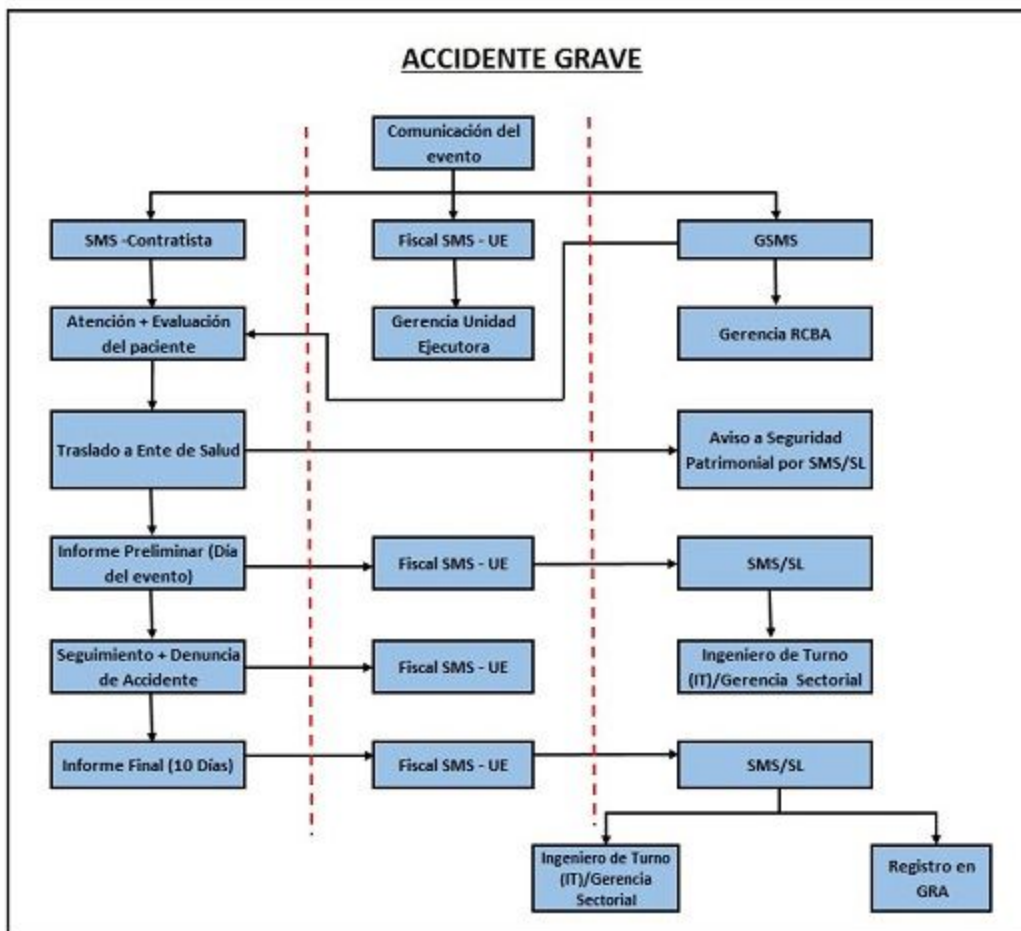 ACCIDENTE GRAVE
Comunicación del
evento
SMS -Contratista
Fiscal SMS - UE
GSMS
Atención + Evaluación
del paciente
Gerencia Unidad
Ejecutora
Gerencia RCBA
Traslado a Ente de Salud
Aviso a Seguridad
Patrimonial por SMS/SL
Informe Preliminar (Día
del evento)
Fiscal SMS - UE
SMS/SL
Seguimiento + Denuncia
de Accidente
Fiscal SMS - UE
Ingeniero de Turno
(IT)/Gerencia Sectorial
Informe Final (10 Días)
Fiscal SMS - UE
SMS/SL
Ingeniero de Turno
(IT)/Gerencia
Sectorial
Registro en
GRA